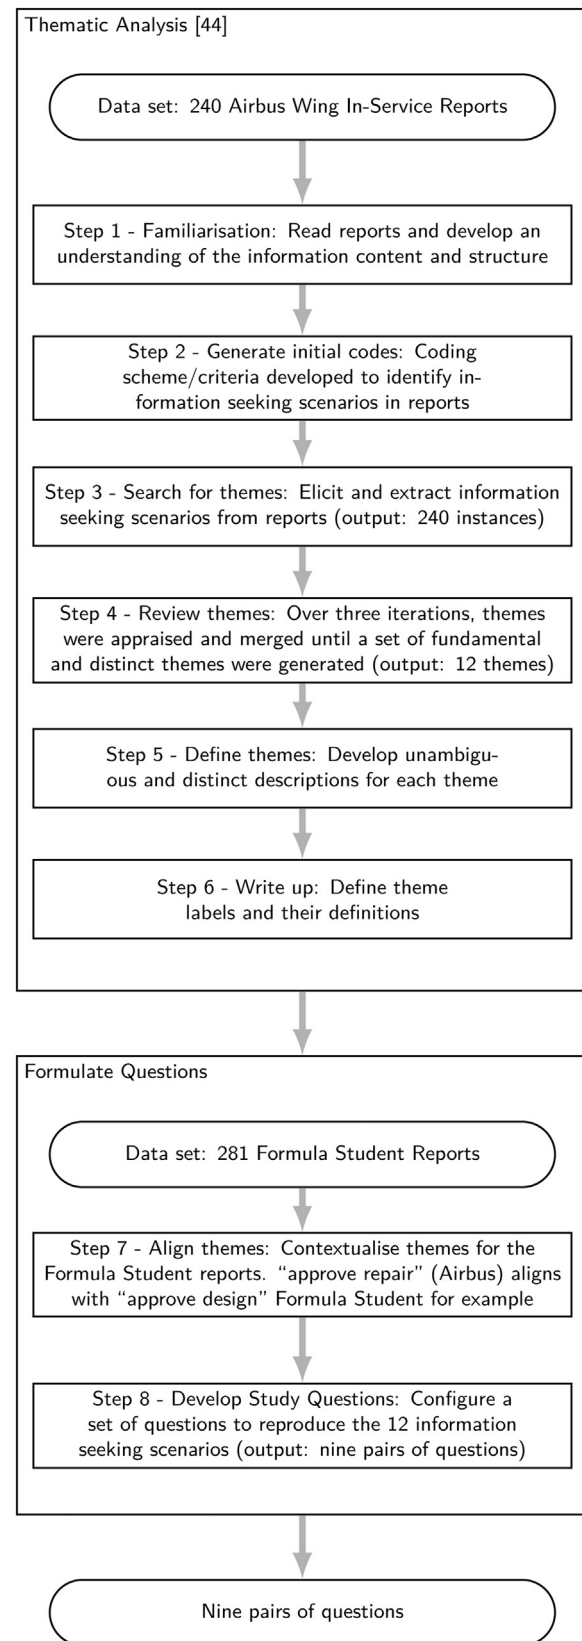 Thematic Analysis [44]
Data set: 240 Airbus Wing In-Service Reports
Step 1 - Familiarisation: Read reports and develop an
understanding of the information content and structure
Step 2 - Generate initial codes: Coding
scheme/criteria developed to identify in-
formation seeking scenarios in reports
Step 3 - Search for themes: Elicit and extract information
seeking scenarios from reports (output: 240 instances)
Step 4 - Review themes: Over three iterations, themes
were appraised and merged until a set of fundamental
and distinct themes were generated (output: 12 themes)
Step 5 - Define themes: Develop unambigu-
ous and distinct descriptions for each theme
Step 6 - Write up: Define theme
labels and their definitions
Formulate Questions
Data set: 281 Formula Student Reports
Step 7 - Align themes: Contextualise themes for the
Formula Student reports. “approve repair” (Airbus) aligns
with “approve design” Formula Student for example
Step 8 - Develop Study Questions: Configure a
set of questions to reproduce the 12 information
seeking scenarios (output: nine pairs of questions)
Nine pairs of questions